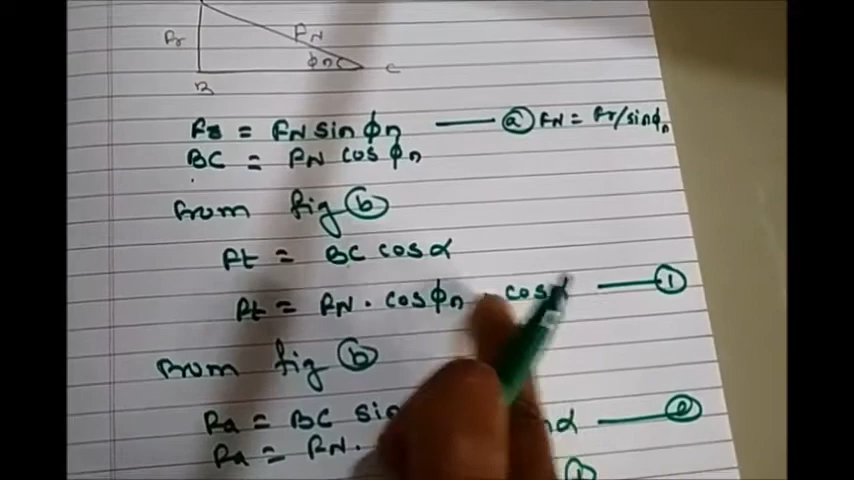 Fr FN
ϕn C
B
Fr = FN sin ϕn —— ⓐ FN = Fr/sinϕn
BC = FN cos ϕn
From fig ⓑ
Ft = BC cos α
Ft = FN . cos ϕn . cos —— ①
From fig ⓑ
Fa = BC sin α —— ②
Fa = FN .
①